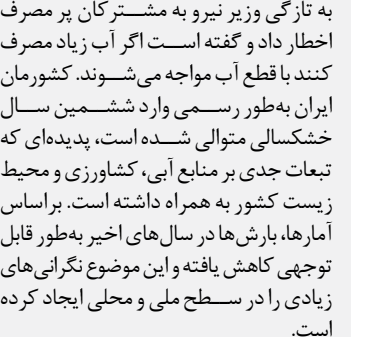 به تازگی وزیر نیرو به مشترکان پر مصرف
اخطار داد و گفته است اگر آب زیاد مصرف
کنند با قطع آب مواجه می‌شوند. کشورمان
ایران به‌طور رسمی وارد ششمین سال
خشکسالی متوالی شده است، پدیده‌ای که
تبعات جدی بر منابع آبی، کشاورزی و محیط
زیست کشور به همراه داشته است. براساس
آمارها، بارش‌ها در سال‌های اخیر به‌طور قابل
توجهی کاهش یافته و این موضوع نگرانی‌های
زیادی را در سطح ملی و محلی ایجاد کرده
است.